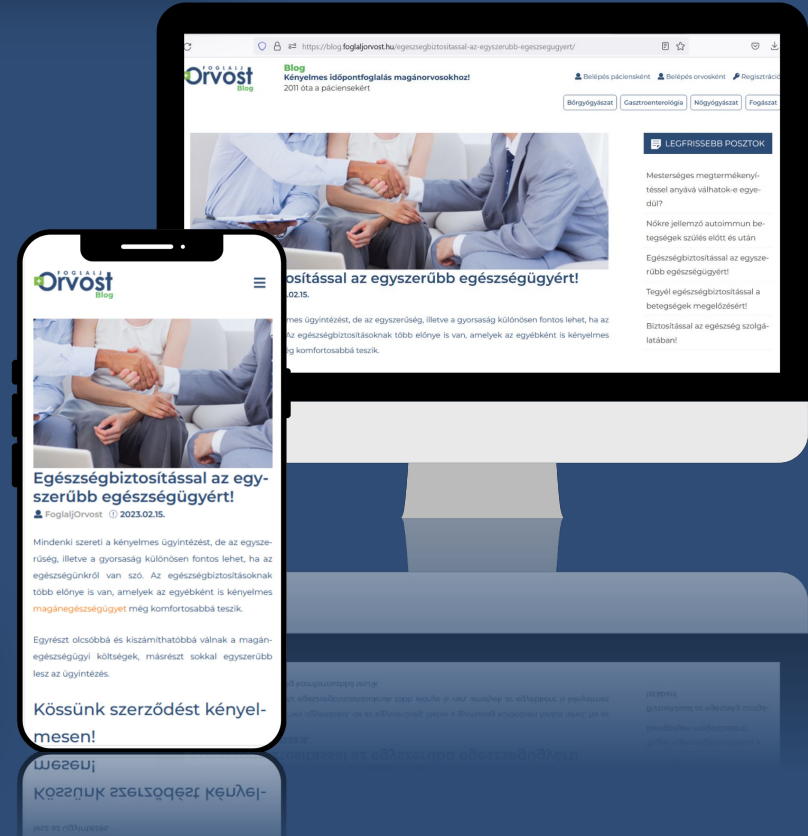 https://blog.foglaljorvost.hu/egeszsegbiztositassal-az-egyszerubb-egeszsegugyert/
FOGLALJ
Orvost
Blog
Blog
Kényelmes időpontfoglalás magánorvosokhoz!
2011 óta a páciensekért
Belépés páciensként Belépés orvosként Regisztráció
Bőrgyógyászat Gasztroenterológia Nőgyógyászat Fogászat
LEGFRISSEBB POSZTOK
Mesterséges megtermékenyí-
téssel anyává válhatok-e egye-
dül?
Nőkre jellemző autoimmun be-
tegségek szülés előtt és után
Egészségbiztosítással az egysze-
rűbb egészségügyért!
Tegyél egészségbiztosítással a
betegségek megelőzésért!
Biztosítással az egészség szolgá-
latában!
osítással az egyszerűbb egészségügyért!
.02.15.
mes ügyintézést, de az egyszerűség, illetve a gyorsaság különösen fontos lehet, ha az
Az egészségbiztosításoknak több előnye is van, amelyek az egyébként is kényelmes
ég komfortosabbá teszik.
FOGLALJ
Orvost
Blog
Egészségbiztosítással az egy-
szerűbb egészségügyért!
FoglaljOrvost 2023.02.15.
Mindenki szereti a kényelmes ügyintézést, de az egysze-
rűség, illetve a gyorsaság különösen fontos lehet, ha az
egészségünkről van szó. Az egészségbiztosításoknak
több előnye is van, amelyek az egyébként is kényelmes
magánegészségügyet még komfortosabbá teszik.
Egyrészt olcsóbbá és kiszámíthatóbbá válnak a magán-
egészségügyi költségek, másrészt sokkal egyszerűbb
lesz az ügyintézés.
Kössünk szerződést kényel-
mesen!